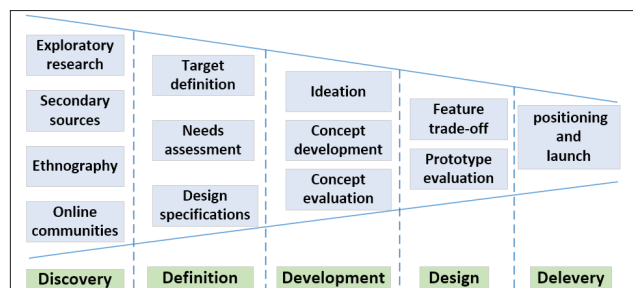 Exploratory
research
Secondary
sources
Ethnography
Online
communities
Target
definition
Needs
assessment
Design
specifications
Ideation
Concept
development
Concept
evaluation
Feature
trade-off
Prototype
evaluation
positioning
and
launch
Discovery
Definition
Development
Design
Delevery